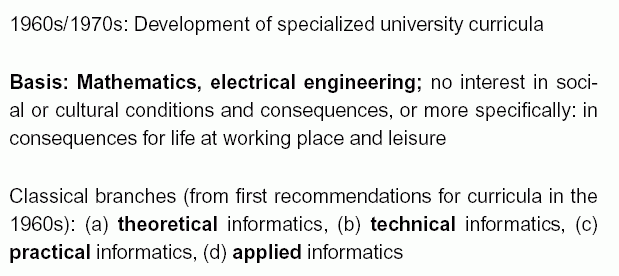 1960s/1970s: Development of specialized university curricula
Basis: Mathematics, electrical engineering; no interest in soci-
al or cultural conditions and consequences, or more specifically: in
consequences for life at working place and leisure
Classical branches (from first recommendations for curricula in the
1960s): (a) theoretical informatics, (b) technical informatics, (c)
practical informatics, (d) applied informatics